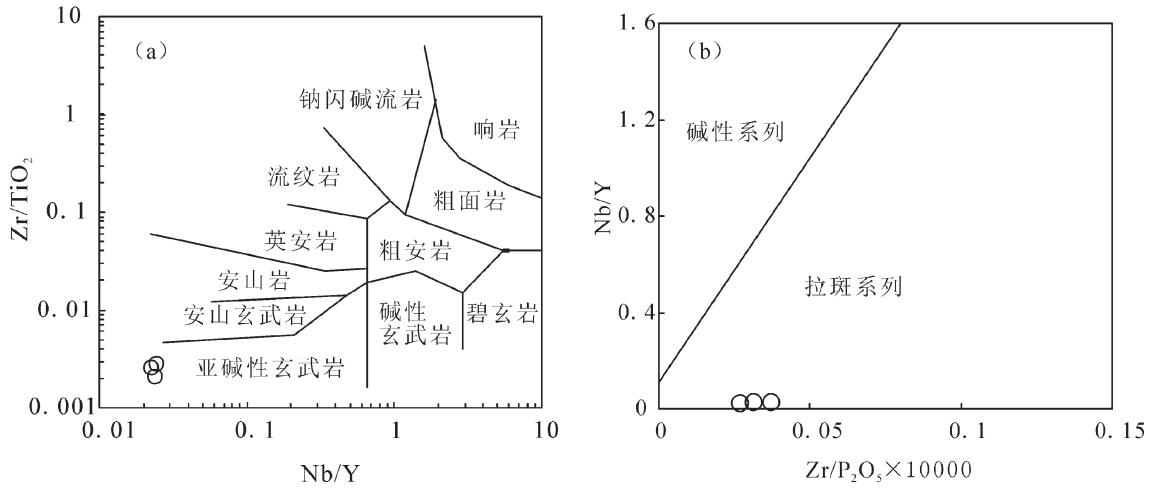 10
(a)
钠闪碱流岩
响岩
1
流纹岩
粗面岩
Zr/TiO₂
0.1
英安岩
粗安岩
安山岩
0.01
安山玄武岩
碱性
玄武岩
碧玄岩
亚碱性玄武岩
0.001
0.01
0.1
1
10
Nb/Y
1.6
(b)
1.2
碱性系列
Nb/Y
0.8
拉斑系列
0.4
0
0
0.05
0.1
0.15
Zr/P₂O₅×10000